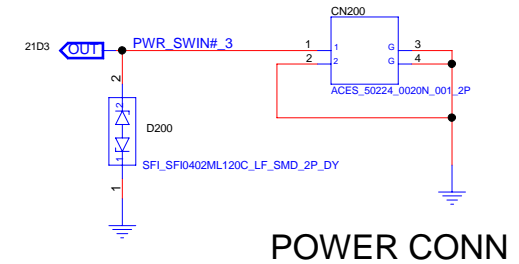 CN200
21D3 OUT PWR_SWIN#_3 1 1 G 3
2 2 G 4
ACES_50224_0020N_001_2P
2
2
D200
1
SFI_SFI0402ML120C_LF_SMD_2P_DY
1
POWER CONN